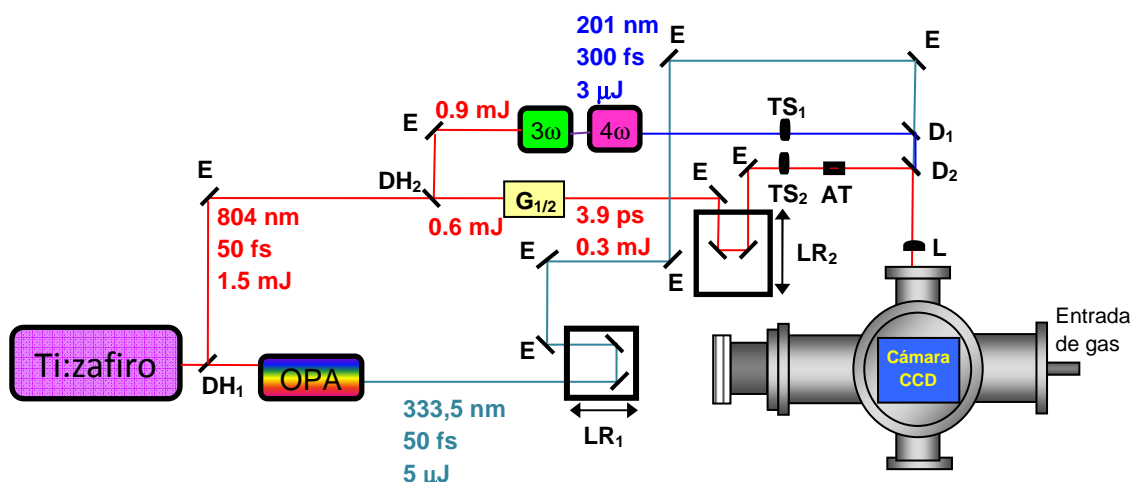 201 nm
300 fs
3 μJ
E
E
0.9 mJ
E
3ω
4ω
TS₁
D₁
E
DH₂
E
E
TS₂
AT
D₂
804 nm
50 fs
1.5 mJ
0.6 mJ
G₁/₂
3.9 ps
0.3 mJ
E
E
LR₂
L
Ti:zafiro
DH₁
OPA
E
LR₁
333,5 nm
50 fs
5 μJ
Cámara
CCD
Entrada
de gas